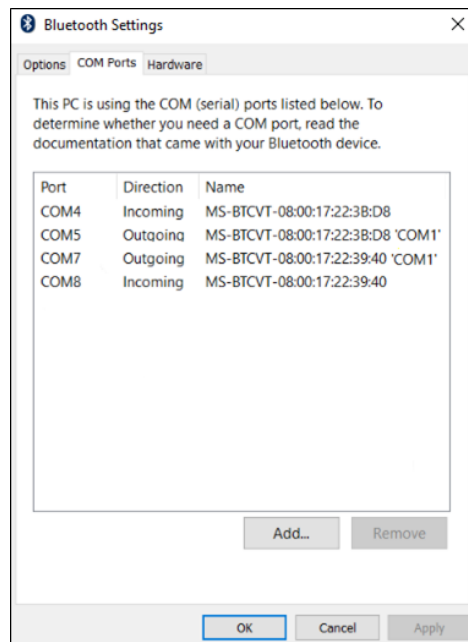 Bluetooth Settings
Options COM Ports Hardware
This PC is using the COM (serial) ports listed below. To
determine whether you need a COM port, read the
documentation that came with your Bluetooth device.
Port Direction Name
COM4 Incoming MS-BTCVT-08:00:17:22:3B:D8
COM5 Outgoing MS-BTCVT-08:00:17:22:3B:D8 'COM1'
COM7 Outgoing MS-BTCVT-08:00:17:22:39:40 'COM1'
COM8 Incoming MS-BTCVT-08:00:17:22:39:40
Add... Remove
OK Cancel Apply